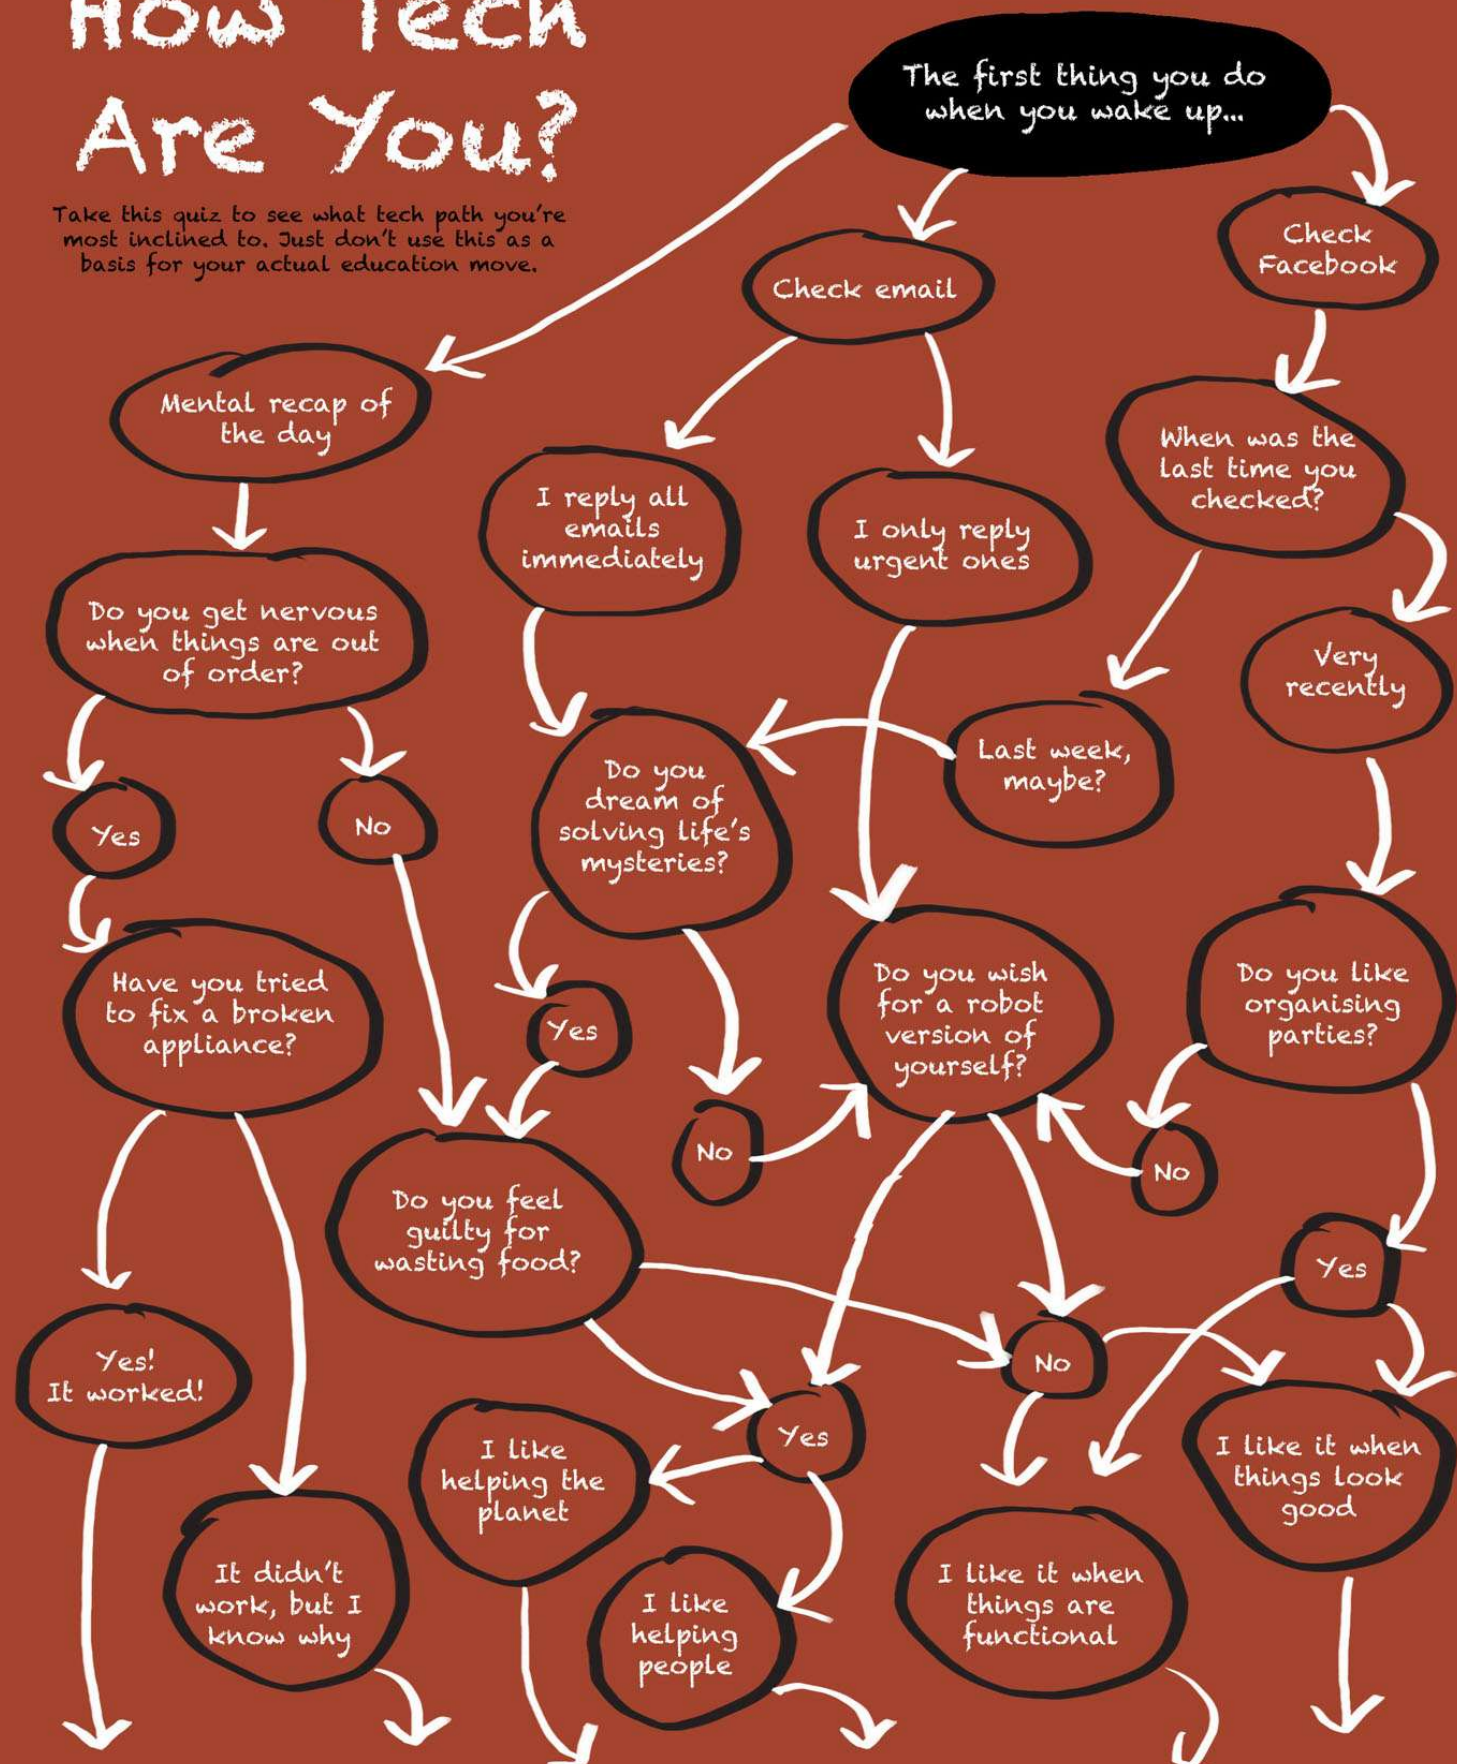 How Tech
Are You?
Take this quiz to see what tech path you're
most inclined to. Just don't use this as a
basis for your actual education move.
The first thing you do
when you wake up...
Check
Facebook
Check email
Mental recap of
the day
When was the
last time you
checked?
I reply all
emails
immediately
I only reply
urgent ones
Do you get nervous
when things are out
of order?
Very
recently
Last week,
maybe?
Do you
dream of
solving life's
mysteries?
Yes
No
Have you tried
to fix a broken
appliance?
Yes
Do you wish
for a robot
version of
yourself?
Do you like
organising
parties?
No
No
Do you feel
guilty for
wasting food?
Yes
Yes!
It worked!
No
Yes
I like
helping the
planet
I like it when
things look
good
It didn't
work, but I
know why
I like
helping
people
I like it when
things are
functional